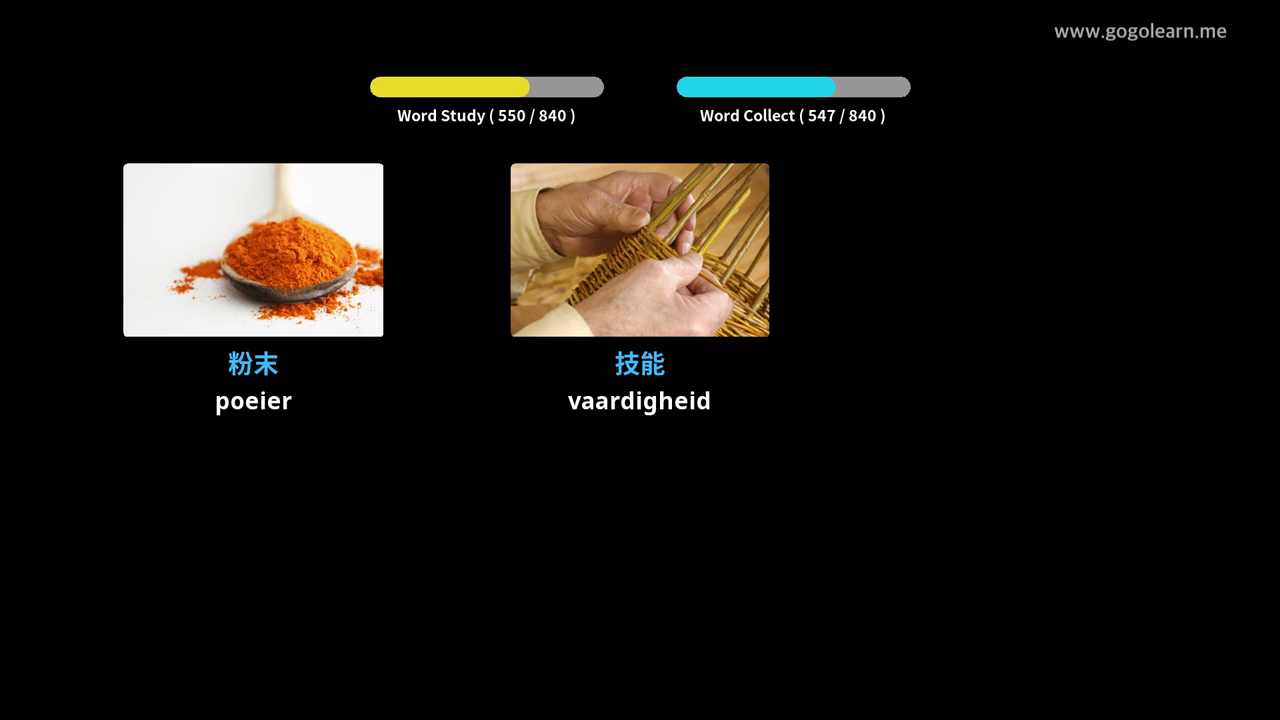 www.gogolearn.me
Word Study ( 550 / 840 )
Word Collect ( 547 / 840 )
粉末
poeier
技能
vaardigheid